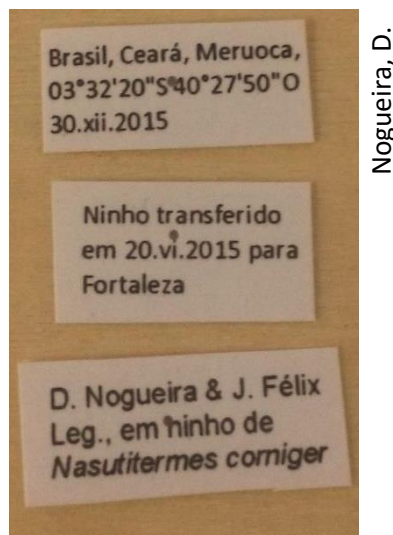 Brasil, Ceará, Meruoca,
03°32'20"S 40°27'50"O
30.xii.2015
Ninho transferido
em 20.vi.2015 para
Fortaleza
D. Nogueira & J. Félix
Leg., em ninho de
Nasutitermes corniger
Nogueira, D.